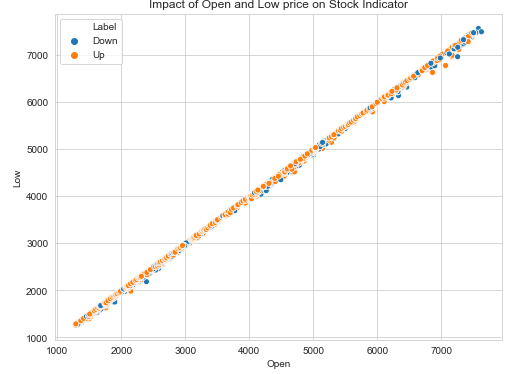 Impact of Open and Low price on Stock Indicator
Label
Down
Up
7000
6000
5000
4000
3000
2000
1000
Low
1000 2000 3000 4000 5000 6000 7000
Open